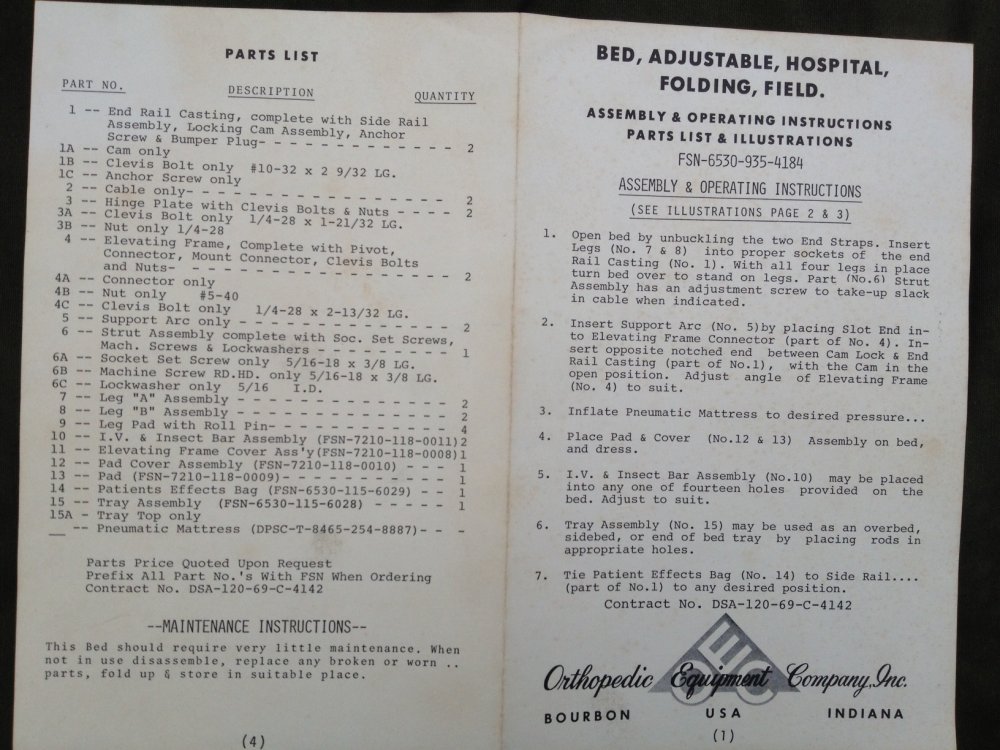 PARTS LIST
PART NO. DESCRIPTION QUANTITY
1 -- End Rail Casting, complete with Side Rail
Assembly, Locking Cam Assembly, Anchor
Screw & Bumper Plug- - - - - - - - - - - - - 2
1A -- Cam only
1B -- Clevis Bolt only #10-32 x 2 9/32 LG.
1C -- Anchor Screw only
2 -- Cable only- - - - - - - - - - - - - - - - 2
3 -- Hinge Plate with Clevis Bolts & Nuts - - - - 2
3A -- Clevis Bolt only 1/4-28 x 1-21/32 LG.
3B -- Nut only 1/4-28
4 -- Elevating Frame, Complete with Pivot,
Connector, Mount Connector, Clevis Bolts
and Nuts- - - - - - - - - - - - - - - - - - 2
4A -- Connector only
4B -- Nut only #5-40
4C -- Clevis Bolt only 1/4-28 x 2-13/32 LG.
5 -- Support Arc only - - - - - - - - - - - - - 2
6 -- Strut Assembly complete with Soc. Set Screws,
Mach. Screws & Lockwashers - - - - - - - - - 1
6A -- Socket Set Screw only 5/16-18 x 3/8 LG.
6B -- Machine Screw RD.HD. only 5/16-18 x 3/8 LG.
6C -- Lockwasher only 5/16 I.D.
7 -- Leg "A" Assembly - - - - - - - - - - - - - 2
8 -- Leg "B" Assembly - - - - - - - - - - - - - 2
9 -- Leg Pad with Roll Pin- - - - - - - - - - - 4
10 -- I.V. & Insect Bar Assembly (FSN-7210-118-0011)2
11 -- Elevating Frame Cover Ass'y(FSN-7210-118-0008)1
12 -- Pad Cover Assembly (FSN-7210-118-0010) - - - 1
13 -- Pad (FSN-7210-118-0009)- - - - - - - - - - 1
14 -- Patients Effects Bag (FSN-6530-115-6029) - - 1
15 -- Tray Assembly (FSN-6530-115-6028) - - - - - 1
15A - Tray Top only
-- Pneumatic Mattress (DPSC-T-8465-254-8887)- - -
Parts Price Quoted Upon Request
Prefix All Part No.'s With FSN When Ordering
Contract No. DSA-120-69-C-4142
--MAINTENANCE INSTRUCTIONS--
This Bed should require very little maintenance. When
not in use disassemble, replace any broken or worn ..
parts, fold up & store in suitable place.
(4)
BED, ADJUSTABLE, HOSPITAL,
FOLDING, FIELD.
ASSEMBLY & OPERATING INSTRUCTIONS
PARTS LIST & ILLUSTRATIONS
FSN-6530-935-4184
ASSEMBLY & OPERATING INSTRUCTIONS
(SEE ILLUSTRATIONS PAGE 2 & 3)
1. Open bed by unbuckling the two End Straps. Insert
Legs (No. 7 & 8) into proper sockets of the end
Rail Casting (No. 1). With all four legs in place
turn bed over to stand on legs. Part (No.6) Strut
Assembly has an adjustment screw to take-up slack
in cable when indicated.
2. Insert Support Arc (No. 5)by placing Slot End in-
to Elevating Frame Connector (part of No. 4). In-
sert opposite notched end between Cam Lock & End
Rail Casting (part of No.1), with the Cam in the
open position. Adjust angle of Elevating Frame
(No. 4) to suit.
3. Inflate Pneumatic Mattress to desired pressure...
4. Place Pad & Cover (No.12 & 13) Assembly on bed,
and dress.
5. I.V. & Insect Bar Assembly (No.10) may be placed
into any one of fourteen holes provided on the
bed. Adjust to suit.
6. Tray Assembly (No. 15) may be used as an overbed,
sidebed, or end of bed tray by placing rods in
appropriate holes.
7. Tie Patient Effects Bag (No. 14) to Side Rail....
(part of No.1) to any desired position.
Contract No. DSA-120-69-C-4142
OEIC
Orthopedic Equipment Company, Inc.
BOURBON USA INDIANA
(1)